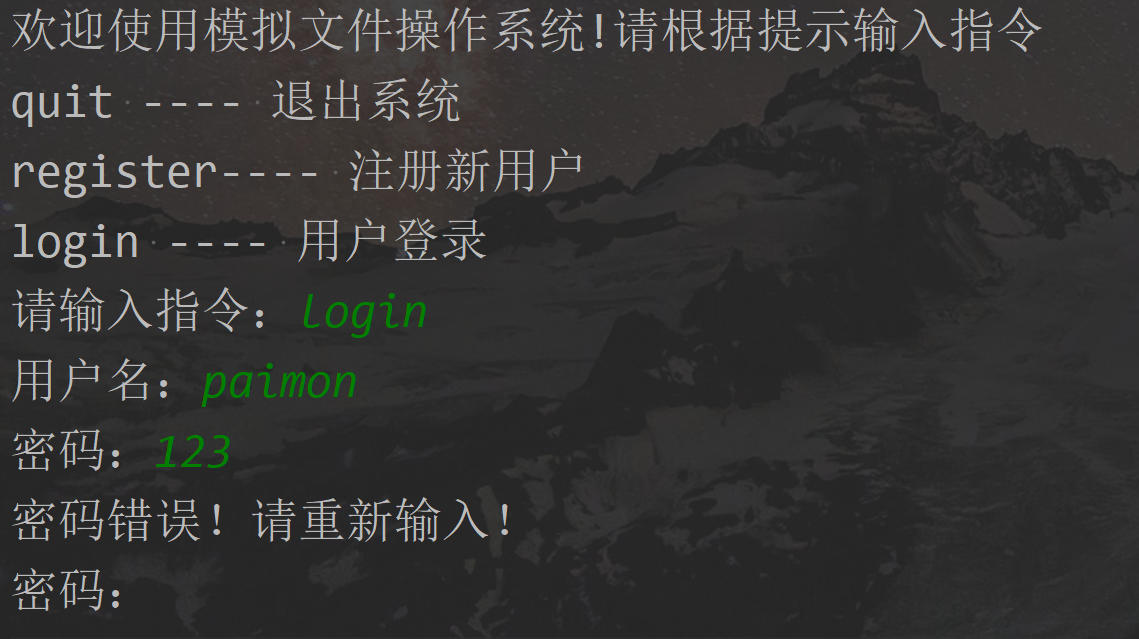 欢迎使用模拟文件操作系统!请根据提示输入指令
quit ---- 退出系统
register---- 注册新用户
login ---- 用户登录
请输入指令：login
用户名：paimon
密码：123
密码错误！请重新输入！
密码：